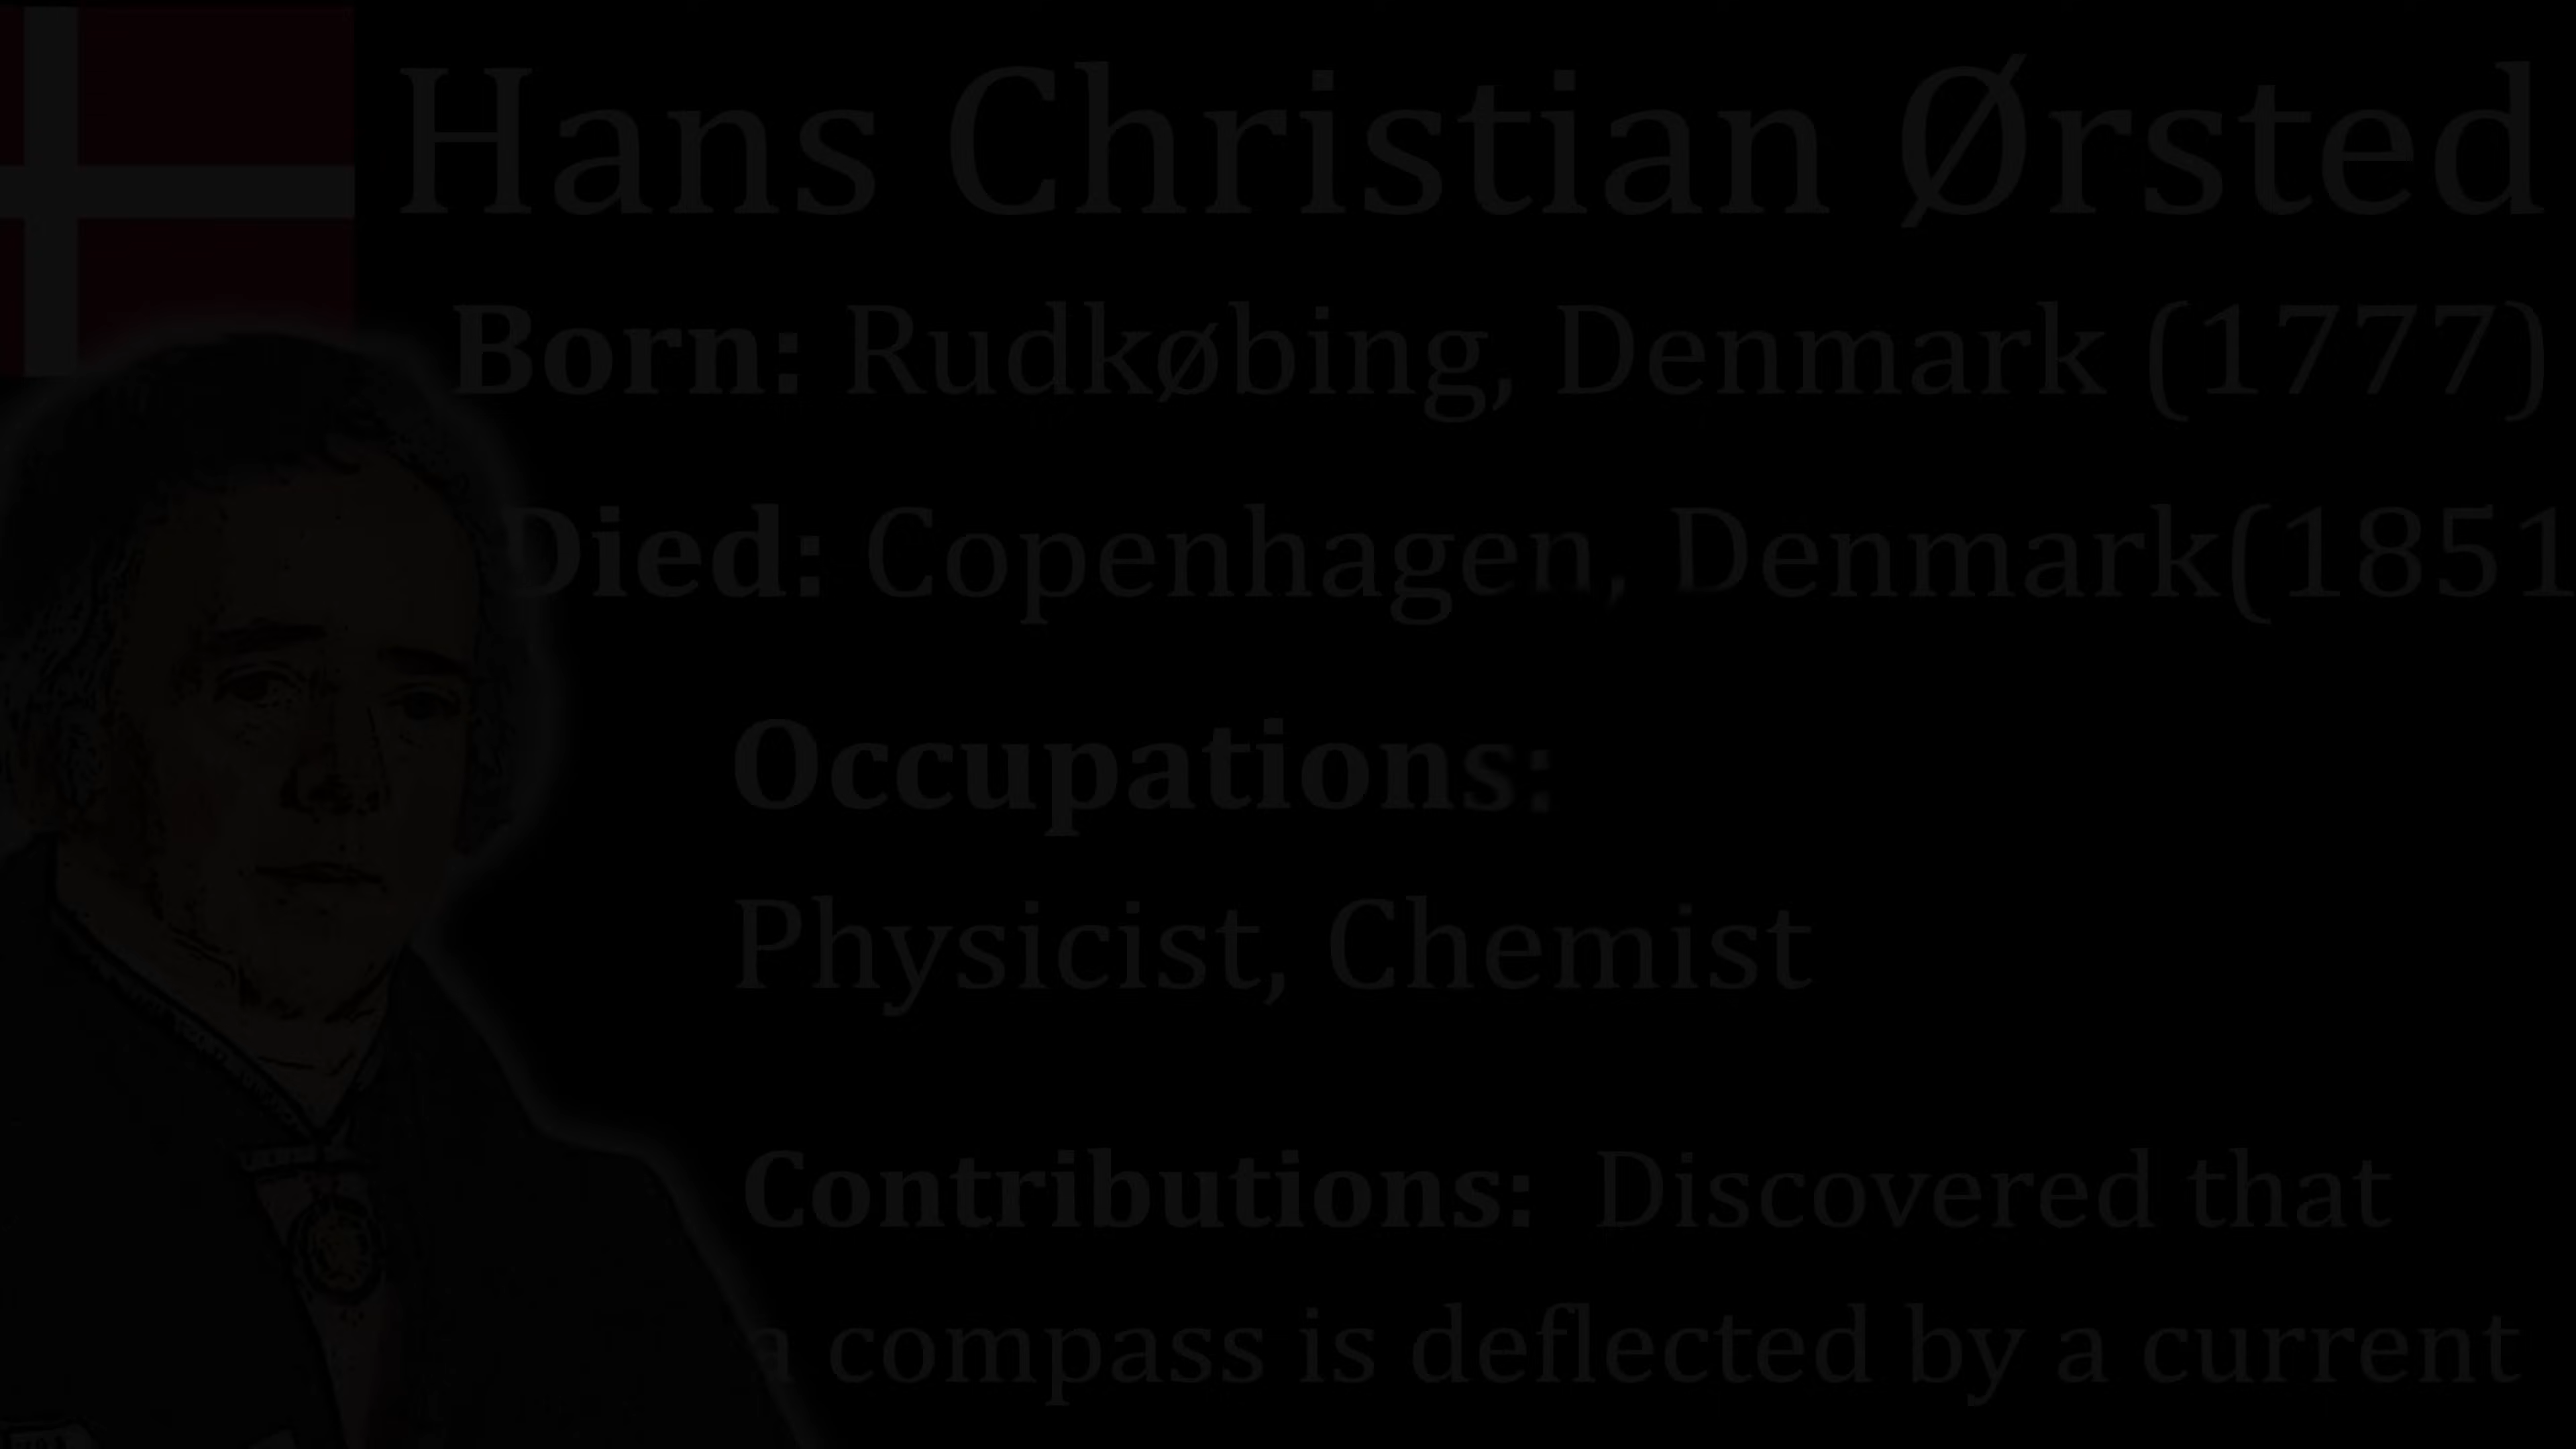 Hans Christian Ørsted
Born: Rudkøbing, Denmark (1777)
Died: Copenhagen, Denmark(1851
Occupations:
Physicist, Chemist
Contributions: Discovered that
a compass is deflected by a current